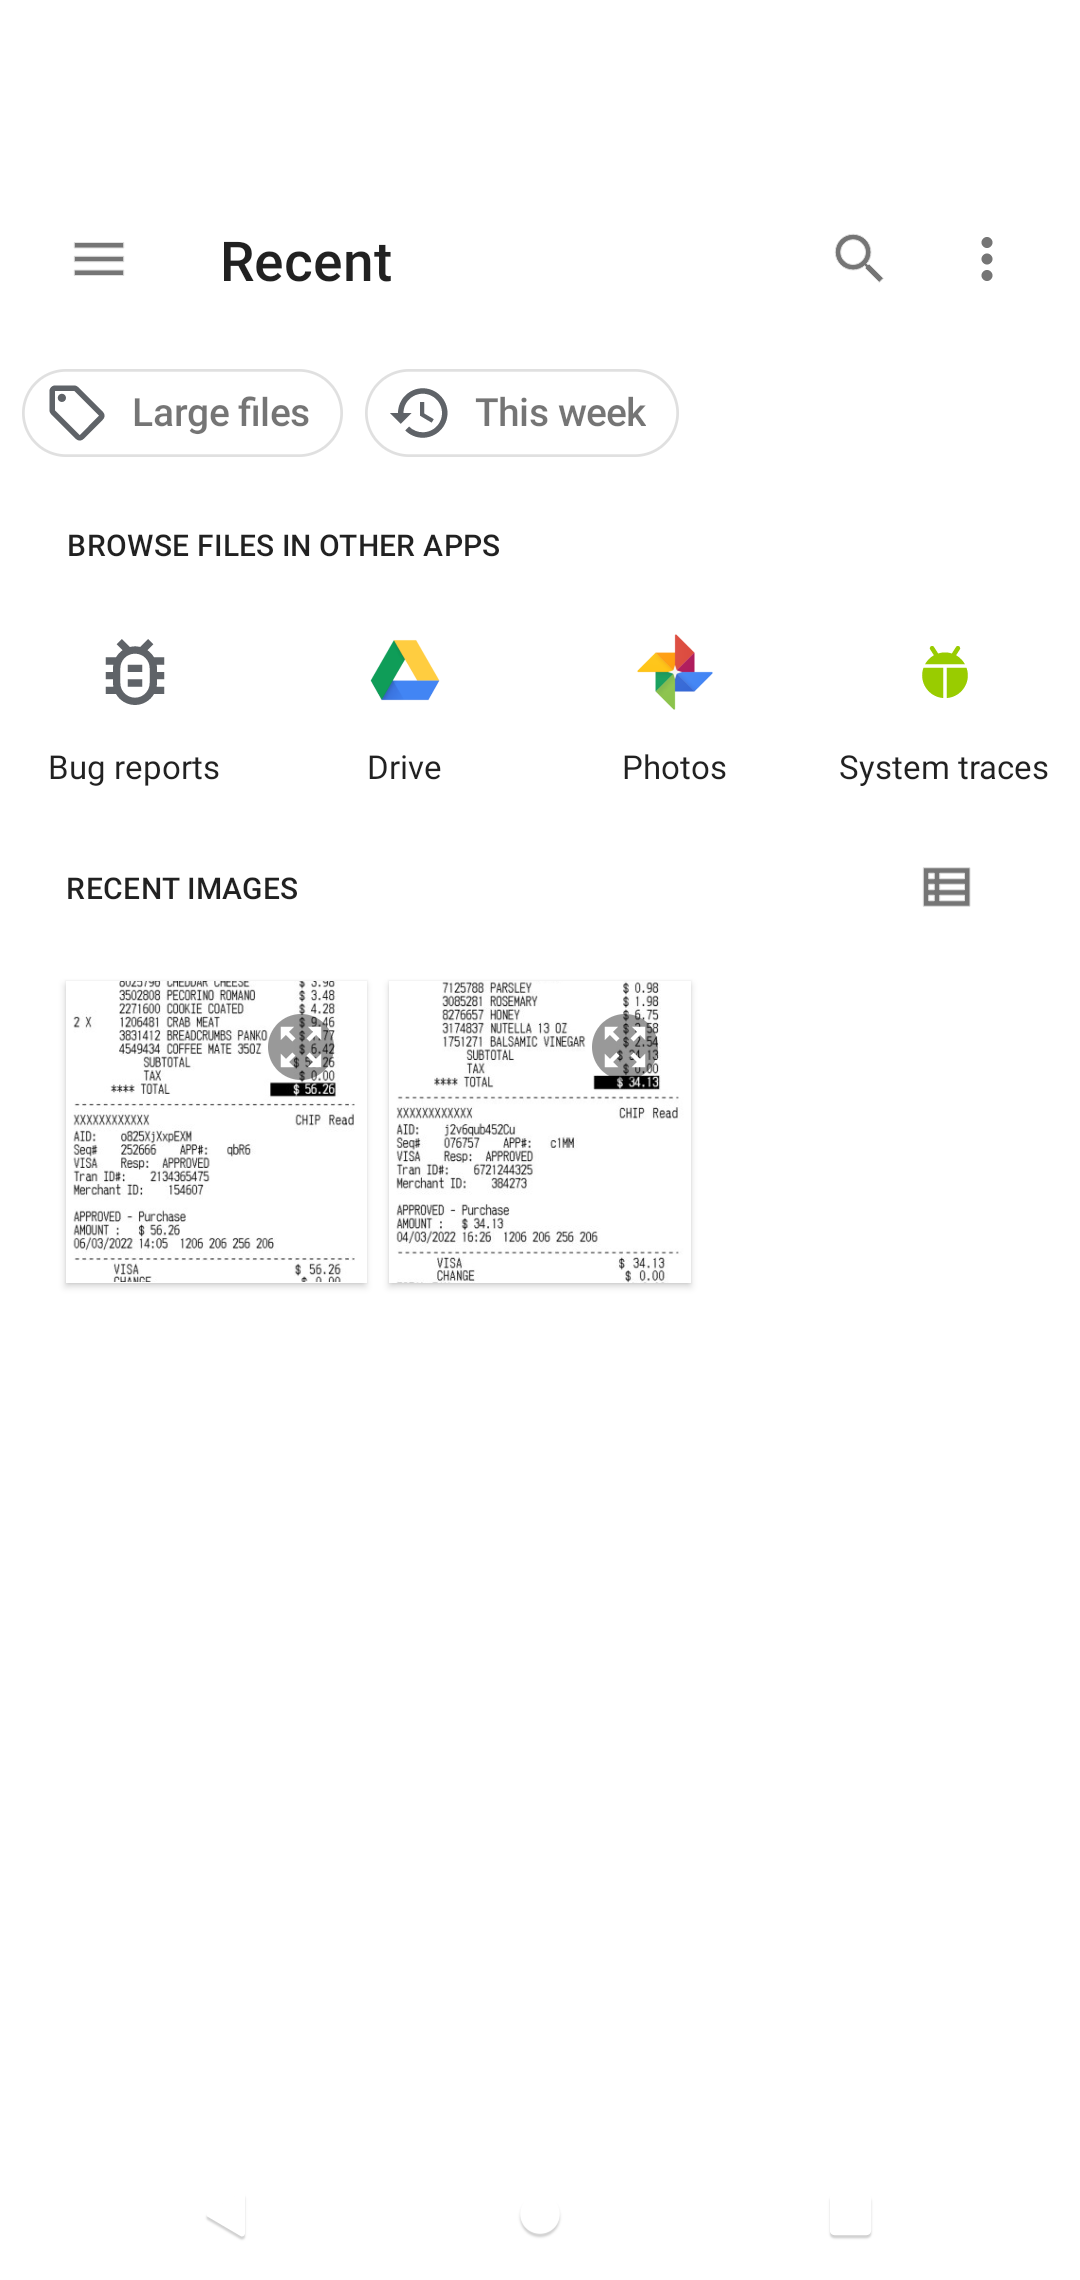 Recent
Large files
This week
BROWSE FILES IN OTHER APPS
Bug reports
Drive
Photos
System traces
RECENT IMAGES
8025796 CHEDDAR CHEESE $ 3.98
3502808 PECORINO ROMANO $ 3.48
2271600 COOKIE COATED $ 4.28
2 X 1206481 CRAB MEAT $ 9.46
3831412 BREADCRUMBS PANKO
4549434 COFFEE MATE 35OZ $ 6.42
SUBTOTAL
TAX $ 0.00
**** TOTAL $ 56.26
XXXXXXXXXXXX CHIP Read
AID: o825XjXxpEXM
Seq# 252666 APP#: qbR6
VISA Resp: APPROVED
Tran ID#: 2134365475
Merchant ID: 154607
APPROVED - Purchase
AMOUNT : $ 56.26
06/03/2022 14:05 1206 206 256 206
VISA $ 56.26
CHANGE $ 0.00
7125788 PARSLEY $ 0.98
3085281 ROSEMARY $ 1.98
8276657 HONEY $ 6.75
3174837 NUTELLA 13 OZ
1751271 BALSAMIC VINEGAR $ 2.54
SUBTOTAL
TAX $ 0.00
**** TOTAL $ 34.13
XXXXXXXXXXXX CHIP Read
AID: j2v6qub452Cu
Seq# 076757 APP#: c1MM
VISA Resp: APPROVED
Tran ID#: 6721244325
Merchant ID: 384273
APPROVED - Purchase
AMOUNT : $ 34.13
04/03/2022 16:26 1206 206 256 206
VISA $ 34.13
CHANGE $ 0.00